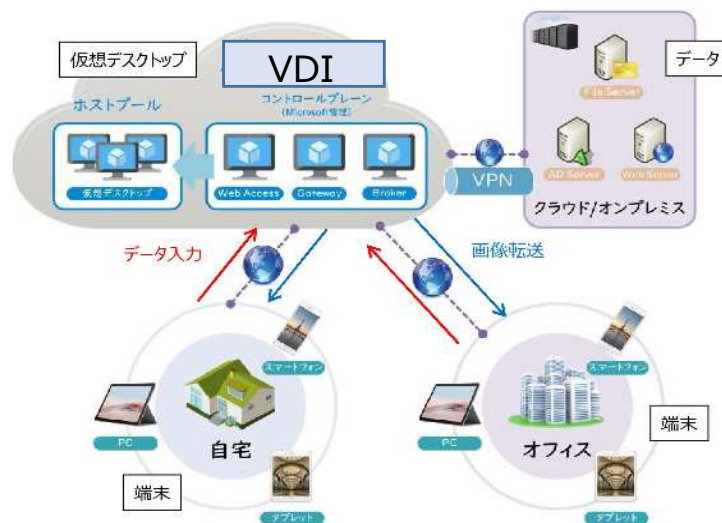 仮想デスクトップ
VDI
データ
ホストプール
コントロールプレーン
(Microsoft管理)
File Server
仮想デスクトップ
Web Access
Gateway
Broker
VPN
AD Server
Web Server
クラウド/オンプレミス
データ入力
画像転送
スマートフォン
スマートフォン
PC
自宅
PC
オフィス
端末
端末
タブレット
タブレット